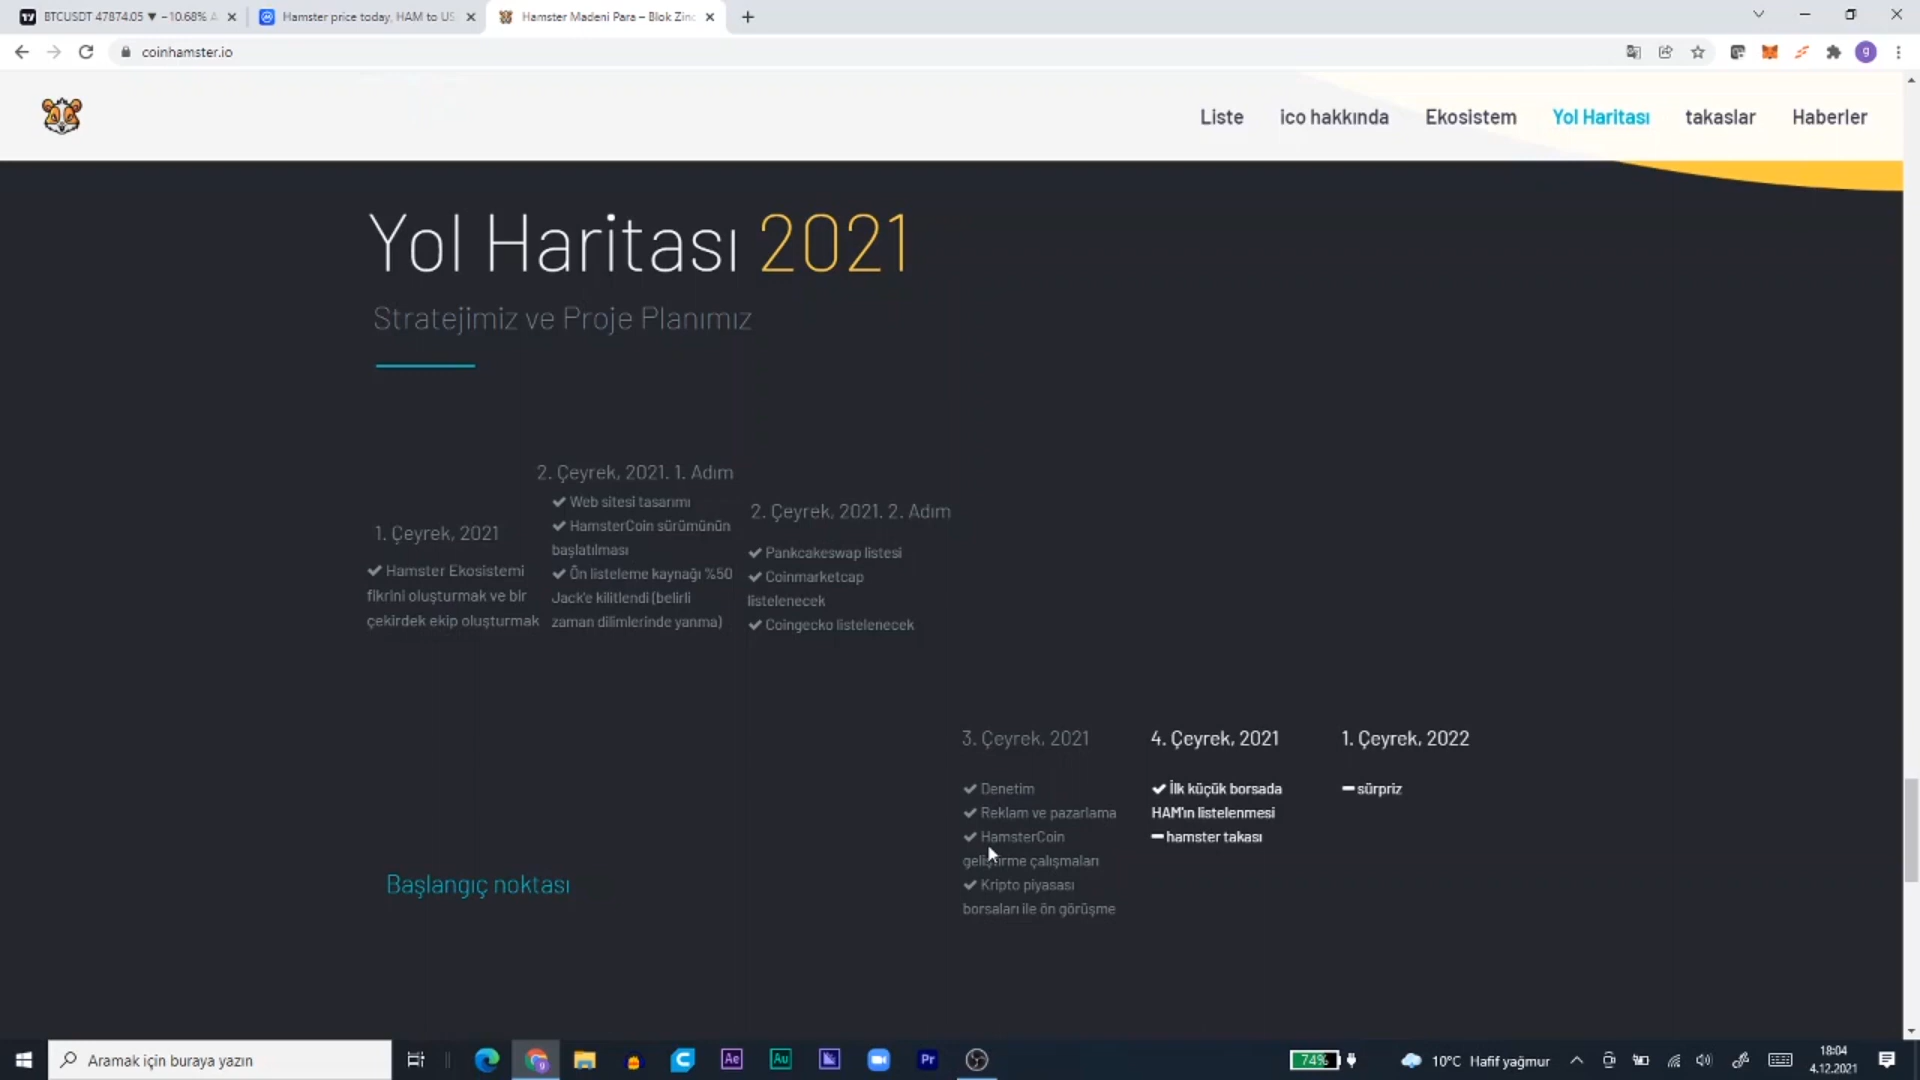 BTCUSDT 47874.05 ▼ −10.68%
Hamster price today, HAM to US
Hamster Madeni Para – Blok Zinc
coinhamster.io
g
Liste ico hakkında Ekosistem Yol Haritası takaslar Haberler
Yol Haritası 2021
Stratejimiz ve Proje Planımız
1. Çeyrek, 2021
✔ Hamster Ekosistemi
fikrini oluşturmak ve bir
çekirdek ekip oluşturmak
2. Çeyrek, 2021. 1. Adım
✔ Web sitesi tasarımı
✔ HamsterCoin sürümünün
başlatılması
✔ Ön listeleme kaynağı %50
Jack'e kilitlendi (belirli
zaman dilimlerinde yanma)
2. Çeyrek, 2021. 2. Adım
✔ Pankcakeswap listesi
✔ Coinmarketcap
listelenecek
✔ Coingecko listelenecek
3. Çeyrek, 2021
✔ Denetim
✔ Reklam ve pazarlama
✔ HamsterCoin
geliştirme çalışmaları
✔ Kripto piyasası
borsaları ile ön görüşme
4. Çeyrek, 2021
✔ İlk küçük borsada
HAM'ın listelenmesi
– hamster takası
1. Çeyrek, 2022
– sürpriz
Başlangıç noktası
Aramak için buraya yazın
Ae
Au
Pr
74%
10°C Hafif yağmur
18:04
4.12.2021